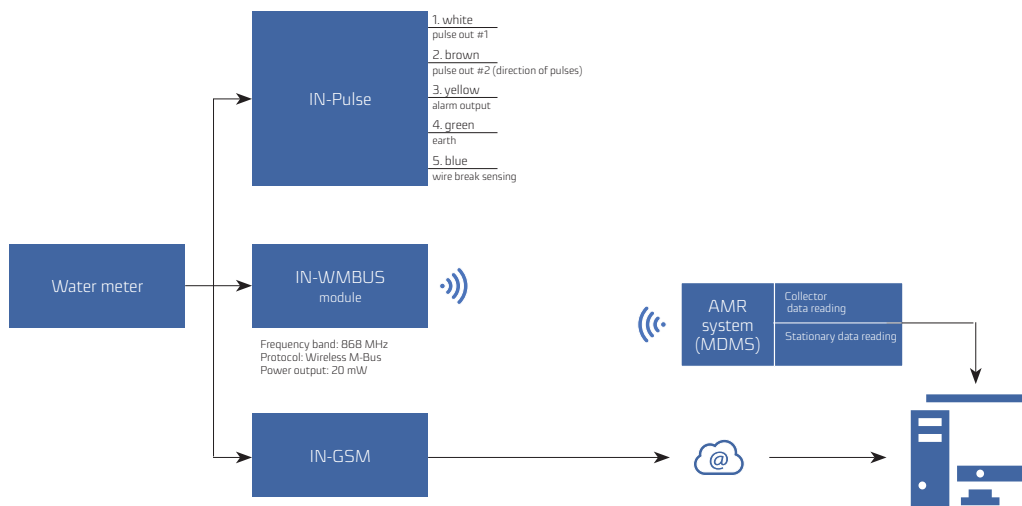 1. white
pulse out #1
2. brown
pulse out #2 (direction of pulses)
IN-Pulse
3. yellow
alarm output
4. green
earth
5. blue
wire break sensing
Water meter
IN-WMBUS
module
Frequency band: 868 MHz
Protocol: Wireless M-Bus
Power output: 20 mW
AMR
system
(MDMS)
Collector
data reading
Stationary data reading
IN-GSM
@